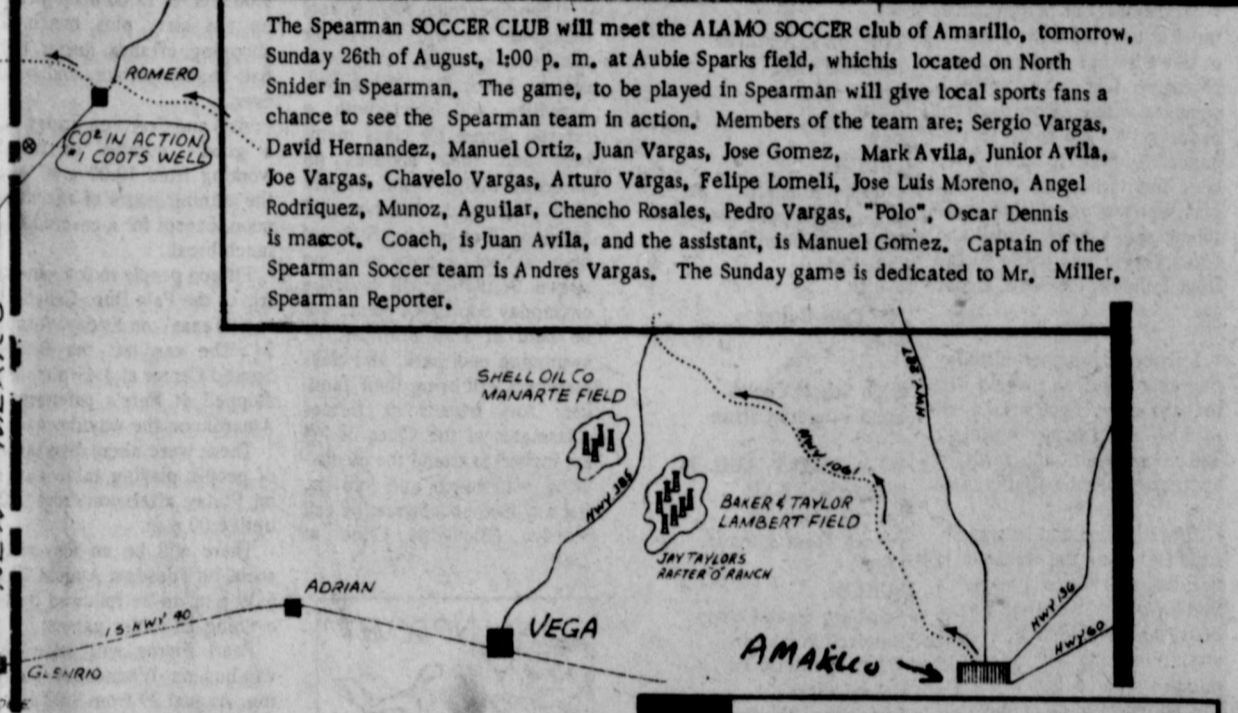 The Spearman SOCCER CLUB will meet the ALAMO SOCCER club of Amarillo, tomorrow,
Sunday 26th of August, 1:00 p. m. at Aubie Sparks field, whichis located on North
Snider in Spearman. The game, to be played in Spearman will give local sports fans a
chance to see the Spearman team in action. Members of the team are; Sergio Vargas,
David Hernandez, Manuel Ortiz, Juan Vargas, Jose Gomez, Mark Avila, Junior Avila,
Joe Vargas, Chavelo Vargas, Arturo Vargas, Felipe Lomeli, Jose Luis Moreno, Angel
Rodriquez, Munoz, Aguilar, Chencho Rosales, Pedro Vargas, "Polo", Oscar Dennis
is mascot. Coach, is Juan Avila, and the assistant, is Manuel Gomez. Captain of the
Spearman Soccer team is Andres Vargas. The Sunday game is dedicated to Mr. Miller,
Spearman Reporter.
ROMERO
CO2 IN ACTION
#1 COOTS WELL
SHELL OIL CO
MANARTE FIELD
HWY 385
HWY 287
HWY 1061
BAKER & TAYLOR
LAMBERT FIELD
JAY TAYLORS
RAFTER "O" RANCH
ADRIAN
IS HWY 40
VEGA
AMARILLO
HWY 136
HWY 60
GLENRIO